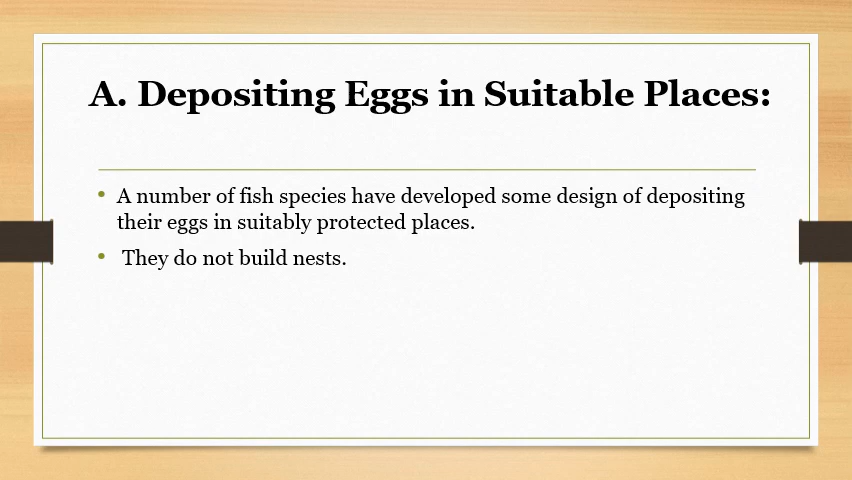 A. Depositing Eggs in Suitable Places:
• A number of fish species have developed some design of depositing
their eggs in suitably protected places.
• They do not build nests.